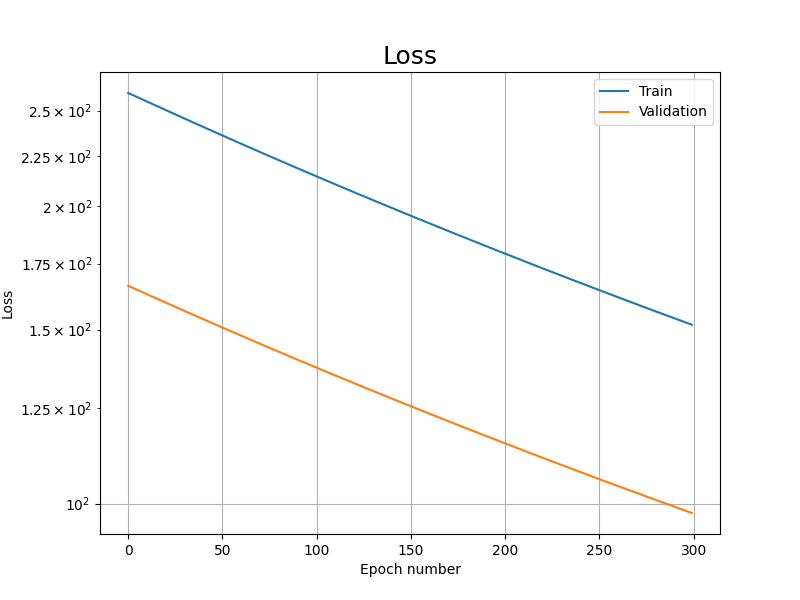 Loss
Train
Validation
2.5 × 10²
2.25 × 10²
2 × 10²
1.75 × 10²
1.5 × 10²
1.25 × 10²
10²
Loss
0 50 100 150 200 250 300
Epoch number